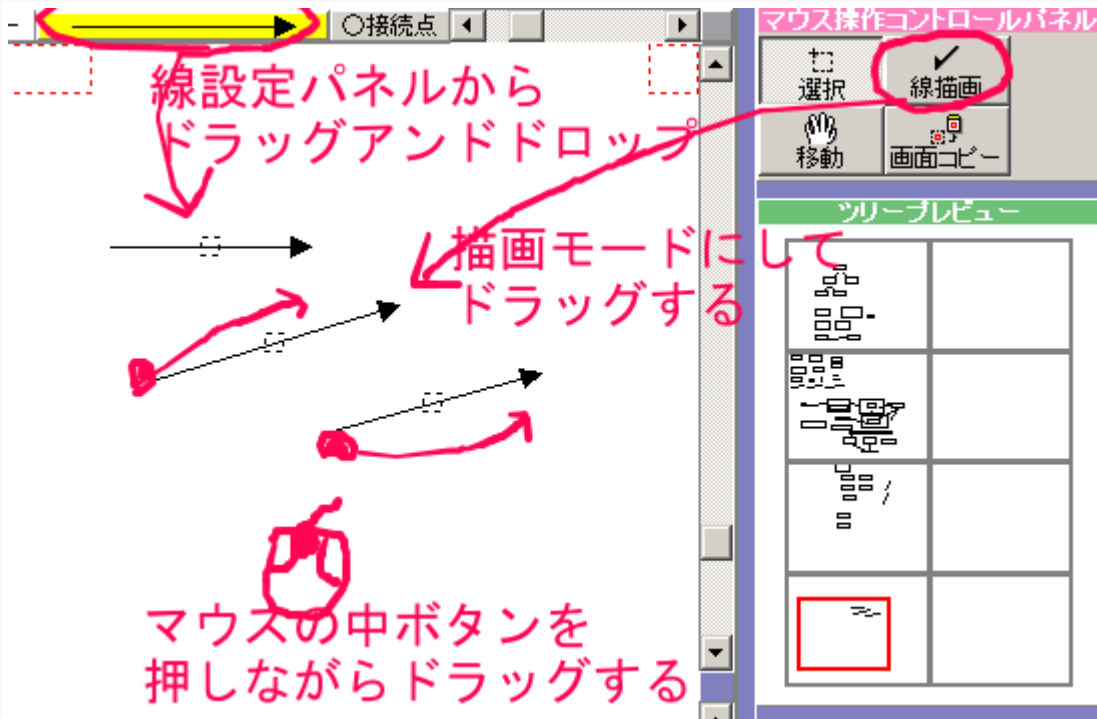 ○接続点
マウス操作コントロールパネル
選択
線描画
移動
画面コピー
線設定パネルから
ドラッグアンドドロップ
ツリープレビュー
描画モードにして
ドラッグする
マウスの中ボタンを
押しながらドラッグする